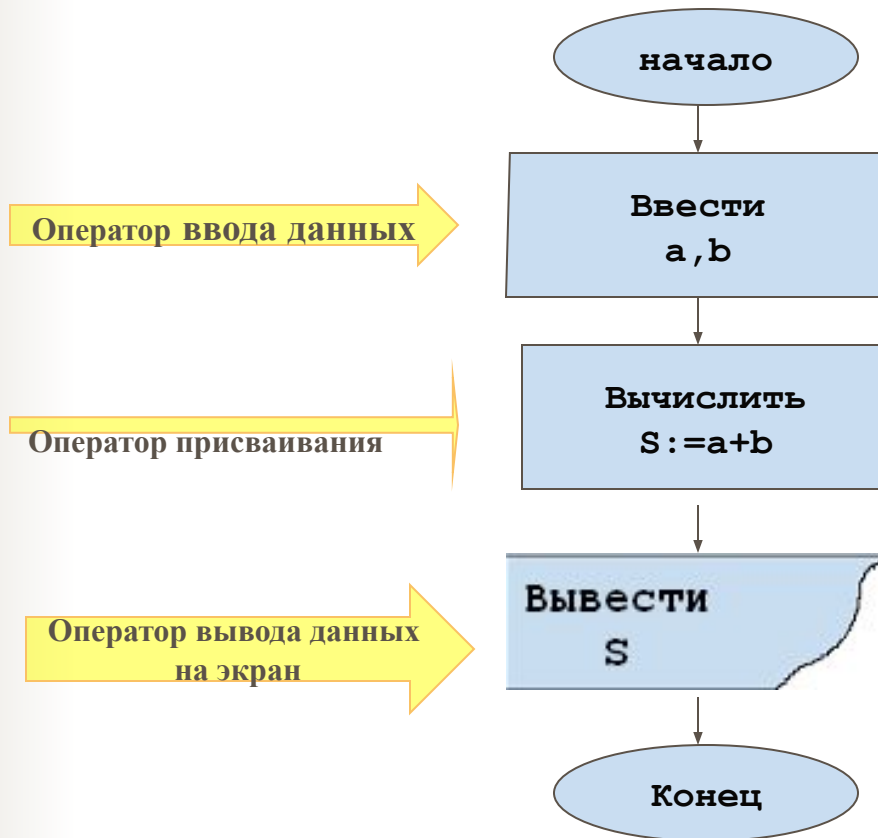 начало
Оператор ввода данных
Ввести
a,b
Оператор присваивания
Вычислить
S:=a+b
Оператор вывода данных
на экран
Вывести
S
Конец